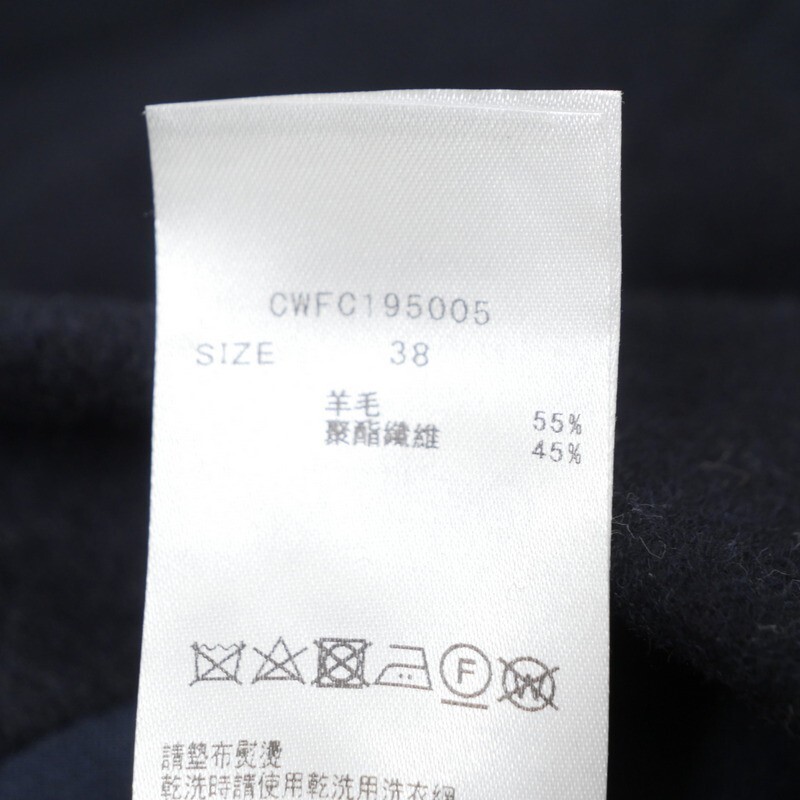 CWFC195005
SIZE 38
羊毛 55%
聚酯纖維 45%
F W
請墊布熨燙
乾洗時請使用乾洗用洗衣網